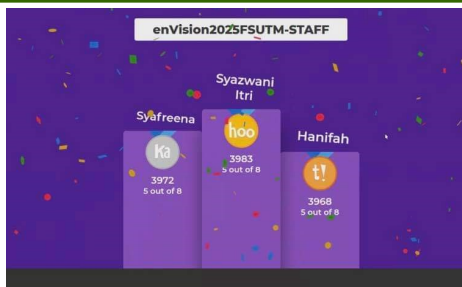 enVision2025FSUTM-STAFF
Syazwani
Itri
Syafreena
Hanifah
hoo
3983
5 out of 8
Ka
3972
5 out of 8
t!
3968
5 out of 8